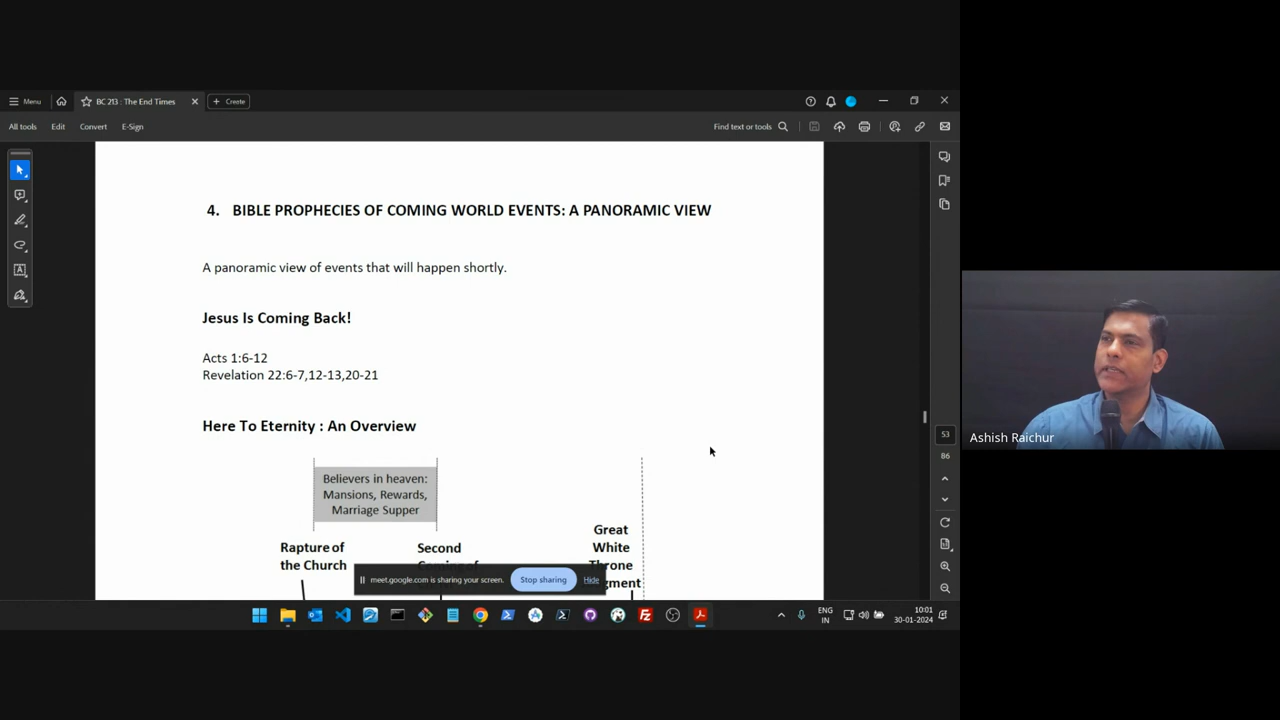 Menu
BC 213 : The End Times
Create
All tools
Edit
Convert
E-Sign
Find text or tools
4. BIBLE PROPHECIES OF COMING WORLD EVENTS: A PANORAMIC VIEW
A panoramic view of events that will happen shortly.
Jesus Is Coming Back!
Acts 1:6-12
Revelation 22:6-7,12-13,20-21
Here To Eternity : An Overview
Believers in heaven:
Mansions, Rewards,
Marriage Supper
Rapture of
the Church
Second
Great
White
Throne
meet.google.com is sharing your screen.
Stop sharing
Hide
53
86
Ashish Raichur
ENG
IN
10:01
30-01-2024